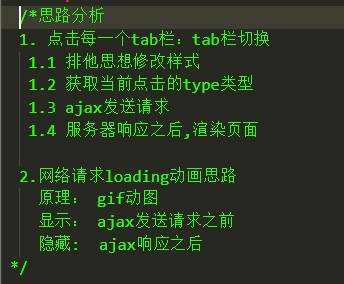 /*思路分析
1. 点击每一个tab栏：tab栏切换
1.1 排他思想修改样式
1.2 获取当前点击的type类型
1.3 ajax发送请求
1.4 服务器响应之后,渲染页面
2.网络请求loading动画思路
原理： gif动图
显示： ajax发送请求之前
隐藏： ajax响应之后
*/